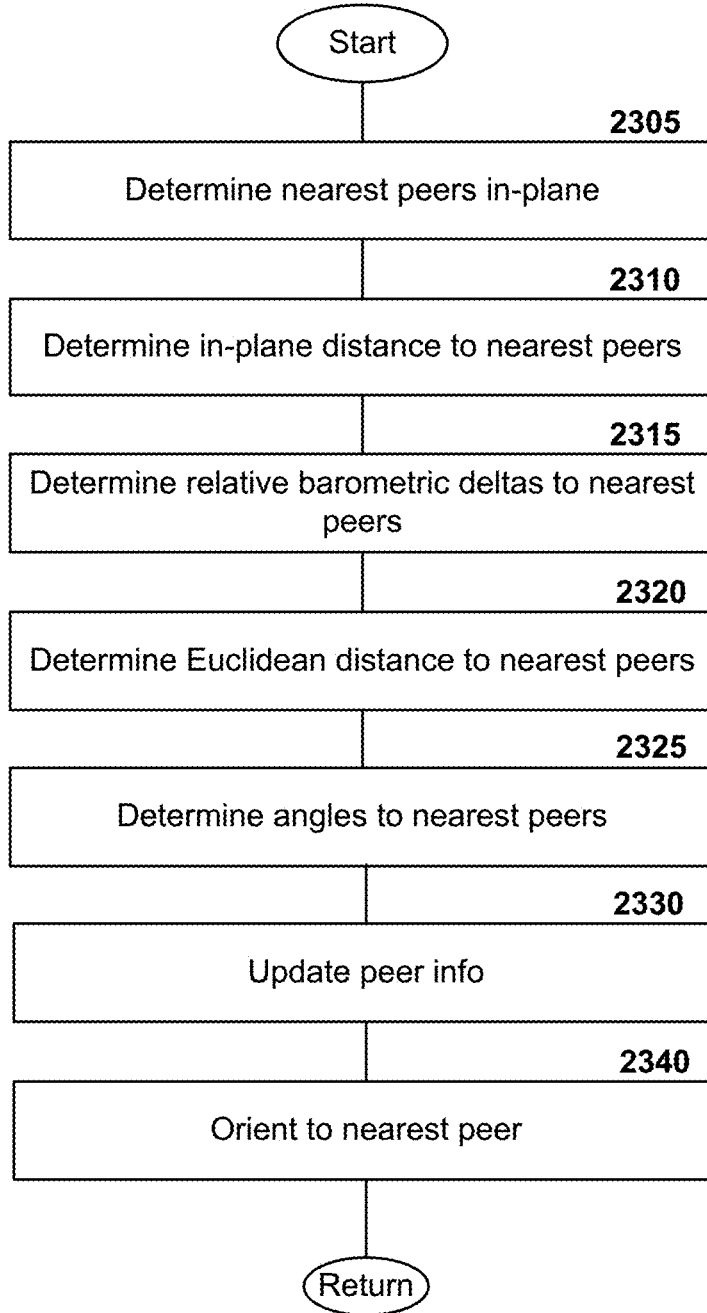 Start
2305
Determine nearest peers in-plane
2310
Determine in-plane distance to nearest peers
2315
Determine relative barometric deltas to nearest
peers
2320
Determine Euclidean distance to nearest peers
2325
Determine angles to nearest peers
2330
Update peer info
2340
Orient to nearest peer
Return